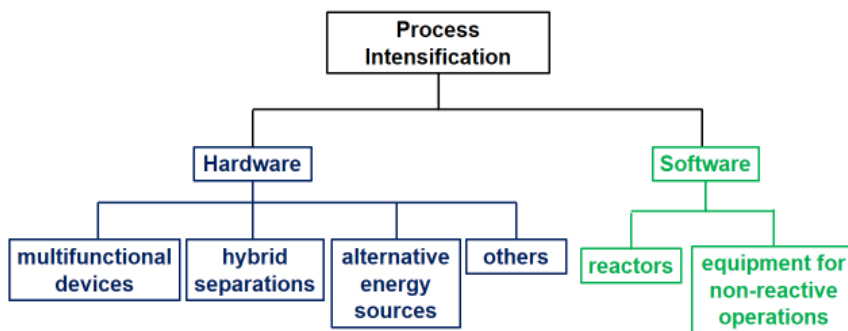 Process
Intensification
Hardware
Software
multifunctional
devices
hybrid
separations
alternative
energy
sources
others
reactors
equipment for
non-reactive
operations